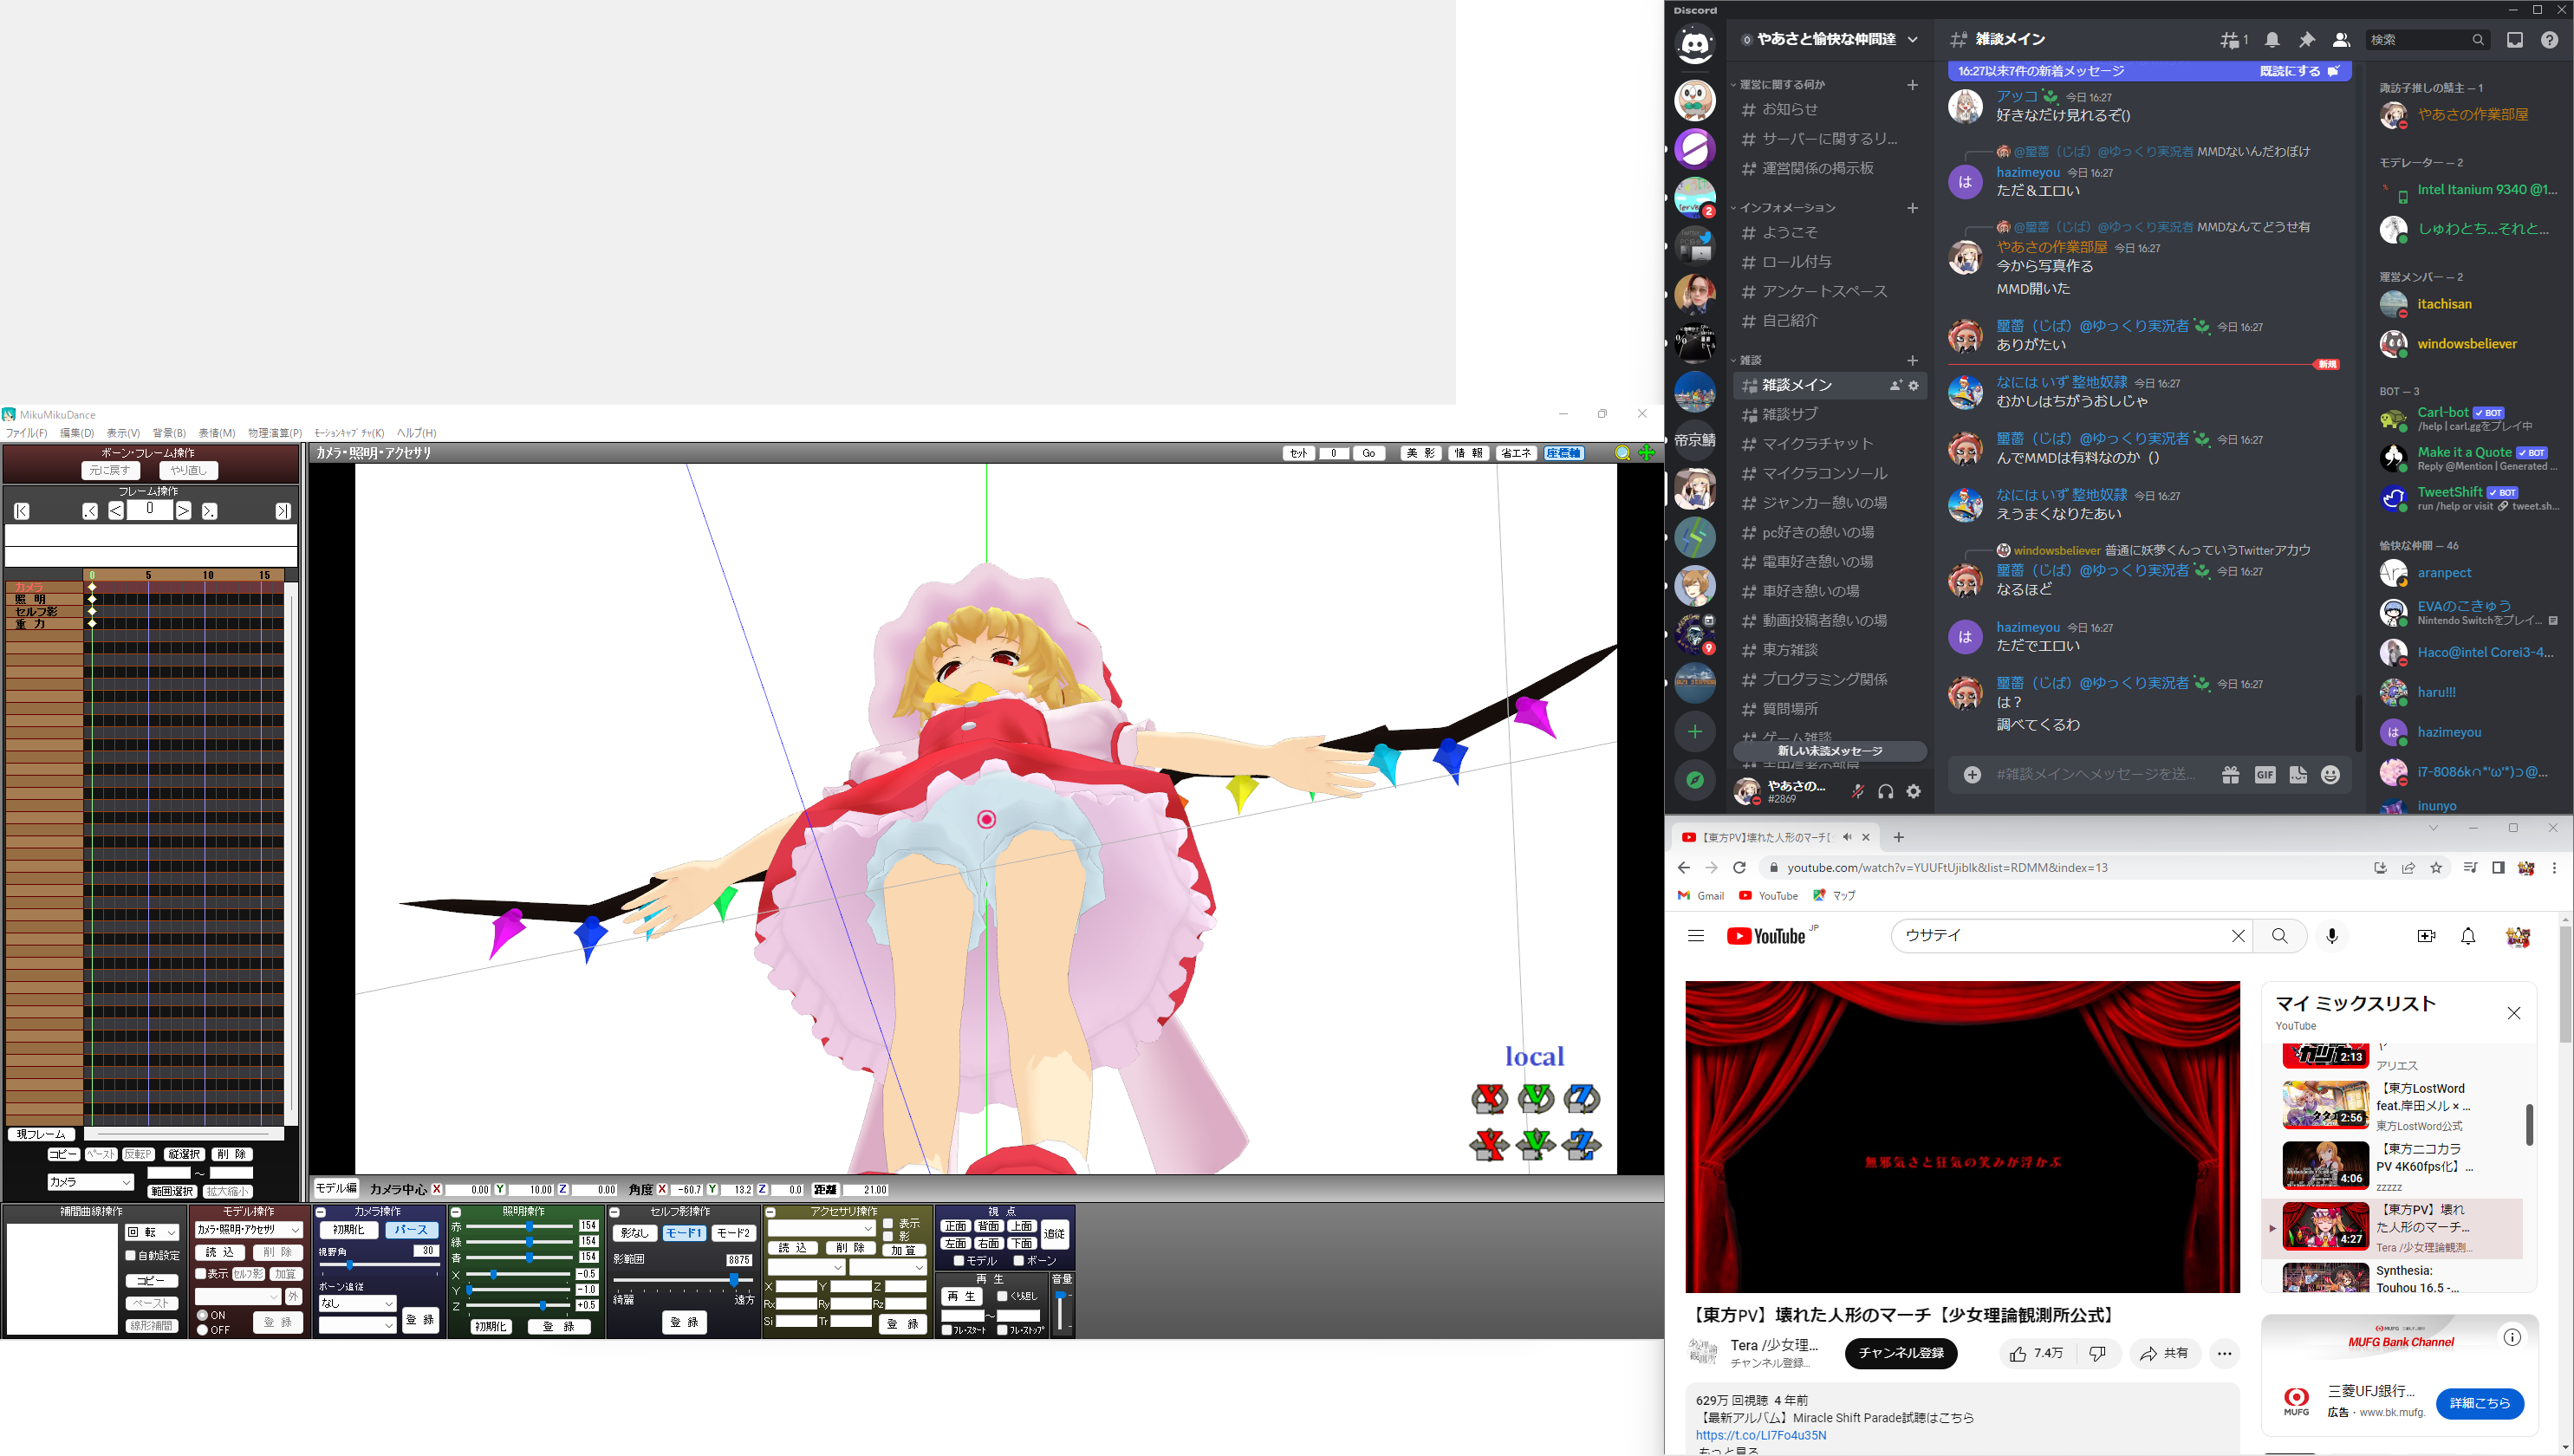 MikuMikuDance
ファイル(F) 編集(D) 表示(V) 背景(B) 表情(M) 物理演算(P) ﾓｰｼｮﾝｷｬﾌﾟﾁｬ(K) ヘルプ(H)
ボーン・フレーム操作
元に戻す やり直し
フレーム操作
0
0 5 10 15
カメラ
照 明
セルフ影
重 力
現フレーム
コピー ペースト 反転P 縦選択 削 除
カメラ ～
範囲選択 拡大縮小
カメラ・照明・アクセサリ
セット 0 Go 美 影 情 報 省エネ 座標軸
local
X Y Z
X Y Z
モデル編 カメラ中心 X 0.00 Y 10.00 Z 0.00 角度 X -60.7 Y 13.2 Z 0.0 距離 21.00
補間曲線操作
回 転
自動設定
コピー
ペースト
線形補間
モデル操作
カメラ・照明・アクセサリ
読 込 削 除
表示 セルフ影 加算
外
ON
OFF
登 録
カメラ操作
初期化 パース
視野角 30
ボーン追従
なし
登 録
照明操作
赤 154
緑 154
青 154
X -0.5
Y -1.0
Z +0.5
初期化 登 録
セルフ影操作
影なし モード1 モード2
影範囲 8875
綺麗 遠方
登 録
アクセサリ操作
表示
影
読 込 削 除 加 算
X Y Z
Rx Ry Rz
Si Tr 登 録
視 点
正面 背面 上面 追従
左面 右面 下面
モデル ボーン
再 生 音量
再 生 くり返し
～
フレ・スタート フレ・ストップ
Discord
やあさと愉快な仲間達
運営に関する何か
お知らせ
サーバーに関するリ...
運営関係の掲示板
インフォメーション
ようこそ
ロール付与
アンケートスペース
自己紹介
雑談
雑談メイン
雑談サブ
マイクラチャット
マイクラコンソール
ジャンカー憩いの場
pc好きの憩いの場
電車好き憩いの場
車好き憩いの場
動画投稿者憩いの場
東方雑談
プログラミング関係
質問場所
ゲーム雑談
新しい未読メッセージ
やあさの...
#2869
2
帝京鯖
9
雑談メイン
1
検索
16:27以来7件の新着メッセージ 既読にする
アッコ 今日 16:27
好きなだけ見れるぞ()
@璽薔（じば）@ゆっくり実況者 MMDないんだわぼけ
hazimeyou 今日 16:27
ただ＆エロい
@璽薔（じば）@ゆっくり実況者 MMDなんてどうせ有
やあさの作業部屋 今日 16:27
今から写真作る
MMD開いた
璽薔（じば）@ゆっくり実況者 今日 16:27
ありがたい
新規
なにはいず 整地奴隷 今日 16:27
むかしはちがうおしじゃ
璽薔（じば）@ゆっくり実況者 今日 16:27
んでMMDは有料なのか（）
なにはいず 整地奴隷 今日 16:27
えうまくなりたあい
windowsbeliever 普通に妖夢くんっていうTwitterアカウ
璽薔（じば）@ゆっくり実況者 今日 16:27
なるほど
hazimeyou 今日 16:27
ただでエロい
璽薔（じば）@ゆっくり実況者 今日 16:27
は？
調べてくるわ
#雑談メインへメッセージを送...
GIF
諏訪子推しの鯖主 — 1
やあさの作業部屋
モデレーター — 2
Intel Itanium 9340 @1...
しゅわとち...それと...
運営メンバー — 2
itachisan
windowsbeliever
BOT — 3
Carl-bot BOT
/help | carl.ggをプレイ中
Make it a Quote BOT
Reply @Mention | Generated ...
TweetShift BOT
run /help or visit tweet.sh...
愉快な仲間 — 46
aranpect
EVAのこきゅう
Nintendo Switchをプレイ...
Haco@intel Corei3-4...
haru!!!
hazimeyou
i7-8086k∩*'ω'*)⊃@...
inunyo
【東方PV】壊れた人形のマーチ【
youtube.com/watch?v=YUUFtUjiblk&list=RDMM&index=13
Gmail YouTube マップ
YouTube JP
ウサテイ
無邪気さと狂気の笑みが浮かぶ
【東方PV】壊れた人形のマーチ【少女理論観測所公式】
Tera /少女理...
チャンネル登録...
チャンネル登録
7.4万 共有
629万 回視聴 4 年前
【最新アルバム】Miracle Shift Parade試聴はこちら
https://t.co/LI7Fo4u35N
もっと見る
マイ ミックスリスト
YouTube
2:13
アリエス
【東方LostWord
feat.岸田メル × ...
東方LostWord公式
2:56
【東方ニコカラ
PV 4K60fps化】...
zzzzz
4:06
【東方PV】壊れ
た人形のマーチ...
Tera /少女理論観測...
4:27
Synthesia:
Touhou 16.5 -...
MUFG
MUFG Bank Channel
三菱UFJ銀行...
広告・www.bk.mufg.
MUFG
詳細こちら